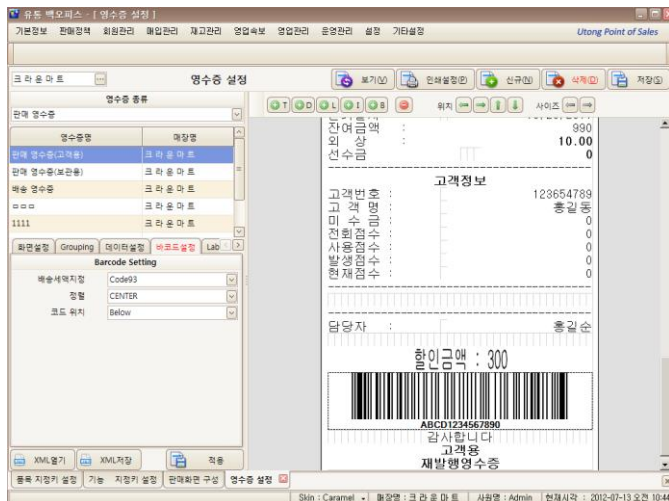 유통 백오피스 - [ 영수증 설정 ]
기본정보 판매정책 회원관리 매입관리 재고관리 영업속보 영업관리 운영관리 설정 기타설정 Utong Point of Sales
크 라 운 마 트 영수증 설정 보기(V) 인쇄설정(P) 신규(N) 삭제(D) 저장(S)
영수증 종류
판매 영수증
T D L I B 위치 사이즈
영수증명 매장명
판매 영수증(고객용) 크 라 운 마 트
판매 영수증(보관용) 크 라 운 마 트
배송 영수증 크 라 운 마 트
ㅁㅁㅁ 크 라 운 마 트
1111 크 라 운 마 트
화면설정 Grouping 데이터설정 바코드설정 Lab
Barcode Setting
배송세액지정 Code93
정렬 CENTER
코드 위치 Below
잔여금액 : 990
외 상 : 10.00
선수금 0
고객정보
고객번호 : 123654789
고 객 명 : 홍길동
미 수 금 : 0
전회점수 : 0
사용점수 : 0
발생점수 : 0
현재점수 : 0
담당자 : 홍길순
할인금액 : 300
ABCD1234567890
감사합니다
고객용
재발행영수증
XML열기 XML저장 적용
품목 지정키 설정 기능 지정키 설정 판매화면 구성 영수증 설정
Skin : Caramel 매장명 : 크 라 운 마 트 사원명 : Admin 현재시각 : 2012-07-13 오전 10:44